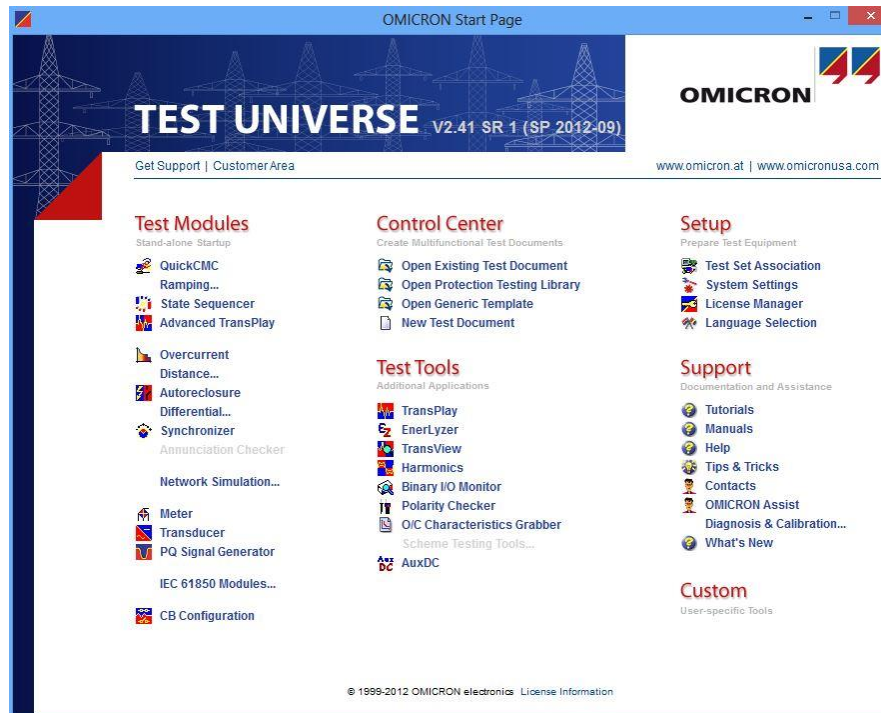 OMICRON Start Page
TEST UNIVERSE V2.41 SR 1 (SP 2012-09)
OMICRON
Get Support | Customer Area
www.omicron.at | www.omicronusa.com
Test Modules
Stand-alone Startup
QuickCMC
Ramping...
State Sequencer
Advanced TransPlay
Overcurrent
Distance...
Autoreclosure
Differential...
Synchronizer
Annunciation Checker
Network Simulation...
Meter
Transducer
PQ Signal Generator
IEC 61850 Modules...
CB Configuration
Control Center
Create Multifunctional Test Documents
Open Existing Test Document
Open Protection Testing Library
Open Generic Template
New Test Document
Test Tools
Additional Applications
TransPlay
EnerLyzer
TransView
Harmonics
Binary I/O Monitor
Polarity Checker
O/C Characteristics Grabber
Scheme Testing Tools...
Aux DC
AuxDC
Setup
Prepare Test Equipment
Test Set Association
System Settings
License Manager
Language Selection
Support
Documentation and Assistance
Tutorials
Manuals
Help
Tips & Tricks
Contacts
OMICRON Assist
Diagnosis & Calibration...
What's New
Custom
User-specific Tools
© 1999-2012 OMICRON electronics License Information